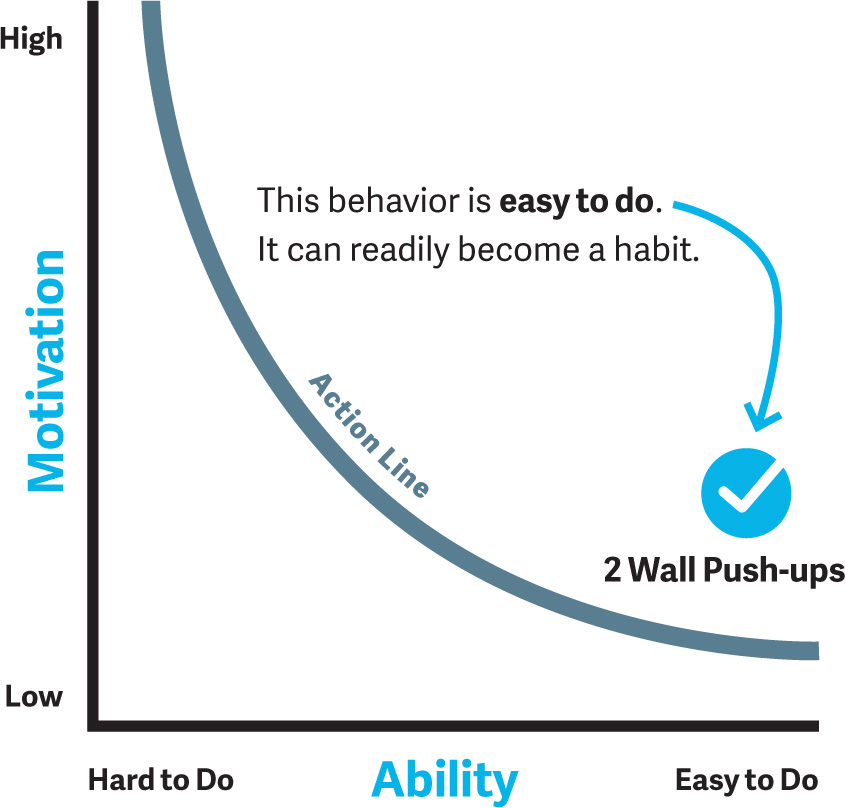 High
This behavior is easy to do.
It can readily become a habit.
Motivation
Action Line
2 Wall Push-ups
Low
Hard to Do
Ability
Easy to Do